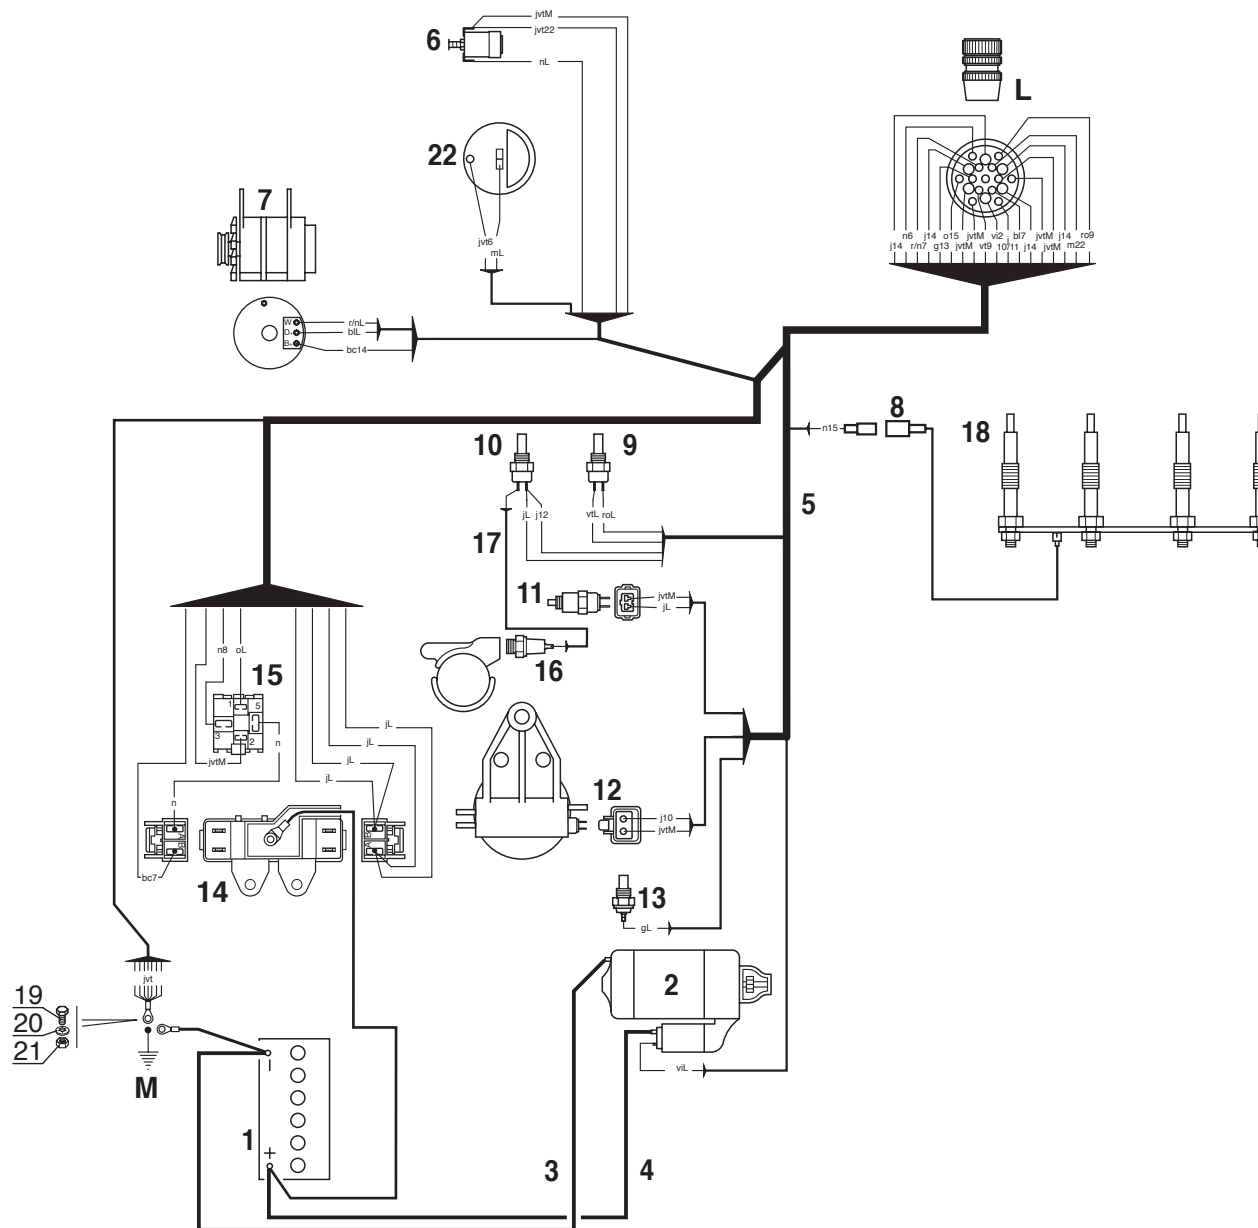 jvtM
jvt22
6
nL
L
22
7
jvt6
mL
n6 j14 o15 jvtM vi2 j bl7 jvtM j14 ro9
j14 r/n7 g13 jvtM vt9 10 11 j14 jvtM m22
W r/nL
D+ blL
B+ bc14
8
n15
18
10
9
5
jL
j12
vtL
roL
17
11
jvtM
jL
n8
oL
15
16
1
5
3
2
n
jL
jL
jvtM
jL
jL
n
12
j10
jvtM
A
B
B
A
bc7
14
13
gL
2
jvt
19
20
21
M
viL
1
+
3
4